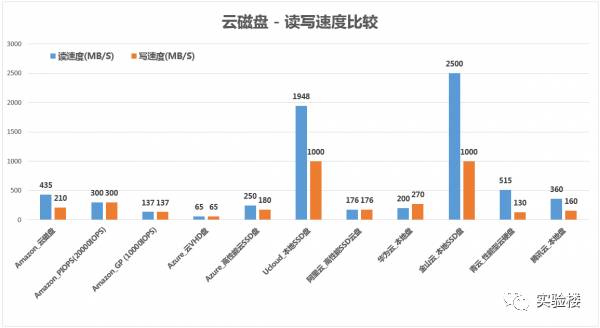 云磁盘 - 读写速度比较
读速度(MB/S) 写速度(MB/S)
3000
2500
2000
1500
1000
500
0
435 210
300 300
137 137
65 65
250 180
1948 1000
176 176
200 270
2500 1000
515 130
360 160
Amazon_云磁盘
Amazon_PIOPS(20000IOPS)
Amazon_GP (10000IOPS)
Azure_云VHD盘
Azure_高性能云SSD盘
Ucloud_本地SSD盘
阿里云_高性能SSD云盘
华为云_本地盘
金山云_本地SSD盘
青云_性能型云硬盘
腾讯云_本地盘
实验楼